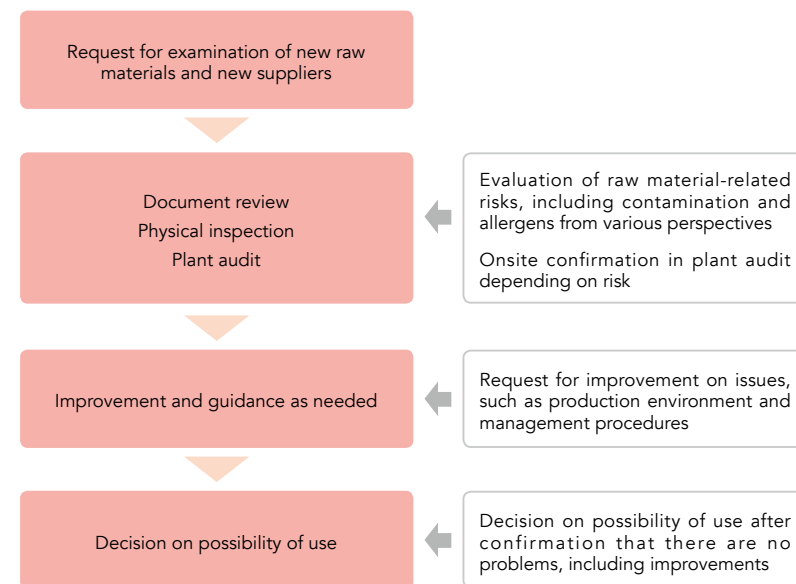 Request for examination of new raw
materials and new suppliers
Document review
Physical inspection
Plant audit
Evaluation of raw material-related
risks, including contamination and
allergens from various perspectives
Onsite confirmation in plant audit
depending on risk
Improvement and guidance as needed
Request for improvement on issues,
such as production environment and
management procedures
Decision on possibility of use
Decision on possibility of use after
confirmation that there are no
problems, including improvements